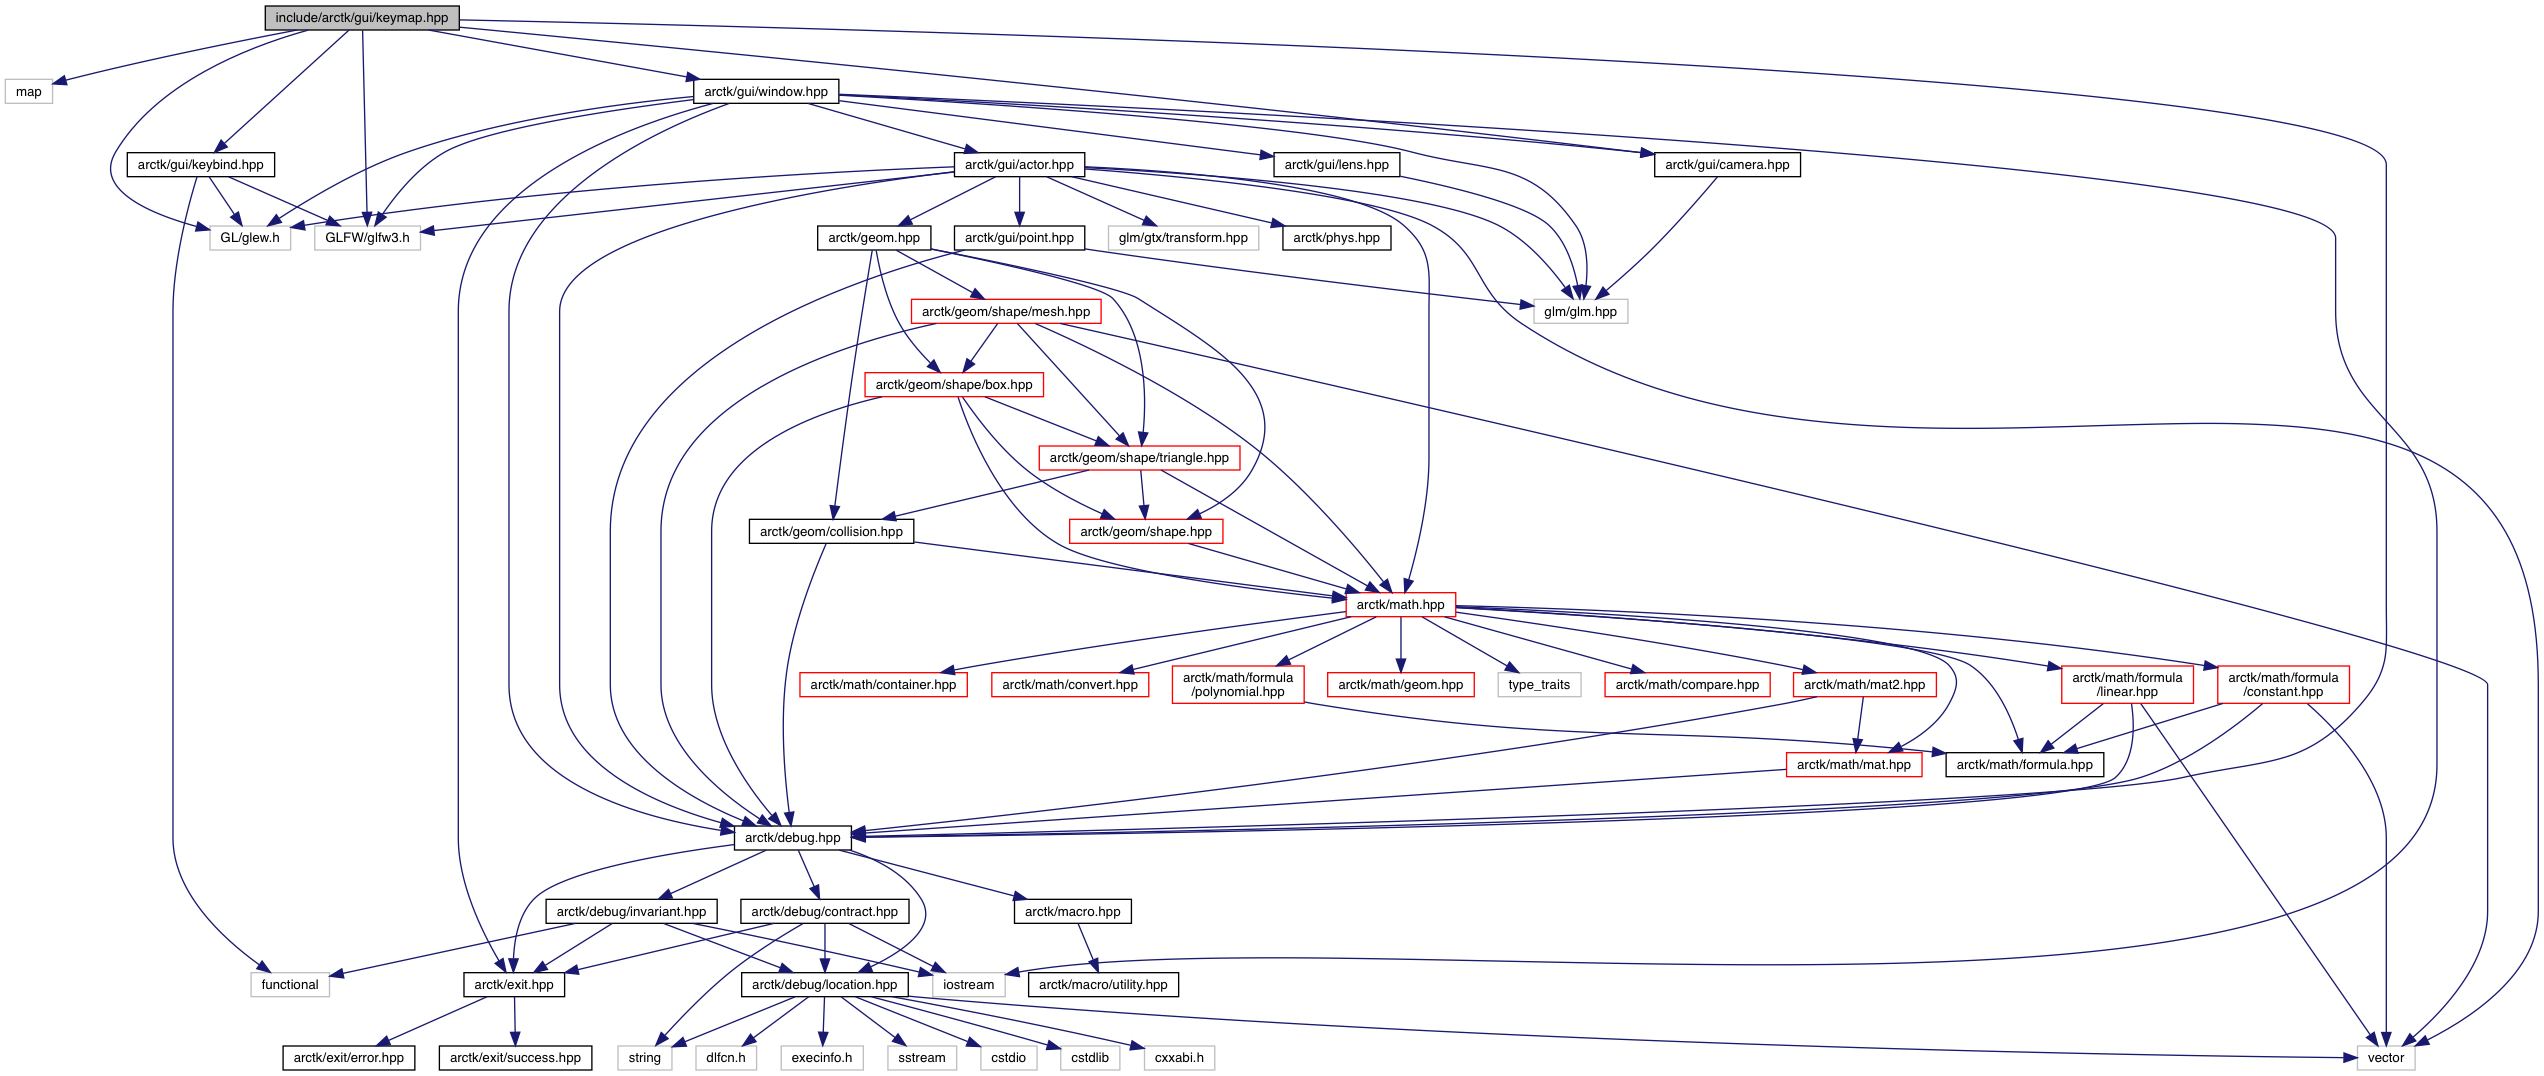 include/arctk/gui/keymap.hpp
map
arctk/gui/window.hpp
arctk/gui/keybind.hpp
arctk/gui/actor.hpp
arctk/gui/lens.hpp
arctk/gui/camera.hpp
GL/glew.h
GLFW/glfw3.h
arctk/geom.hpp
arctk/gui/point.hpp
glm/gtx/transform.hpp
arctk/phys.hpp
arctk/geom/shape/mesh.hpp
glm/glm.hpp
arctk/geom/shape/box.hpp
arctk/geom/shape/triangle.hpp
arctk/geom/collision.hpp
arctk/geom/shape.hpp
arctk/math.hpp
arctk/math/container.hpp
arctk/math/convert.hpp
arctk/math/formula
/polynomial.hpp
arctk/math/geom.hpp
type_traits
arctk/math/compare.hpp
arctk/math/mat2.hpp
arctk/math/formula
/linear.hpp
arctk/math/formula
/constant.hpp
arctk/math/mat.hpp
arctk/math/formula.hpp
arctk/debug.hpp
arctk/debug/invariant.hpp
arctk/debug/contract.hpp
arctk/macro.hpp
functional
arctk/exit.hpp
arctk/debug/location.hpp
iostream
arctk/macro/utility.hpp
arctk/exit/error.hpp
arctk/exit/success.hpp
string
dlfcn.h
execinfo.h
sstream
cstdio
cstdlib
cxxabi.h
vector